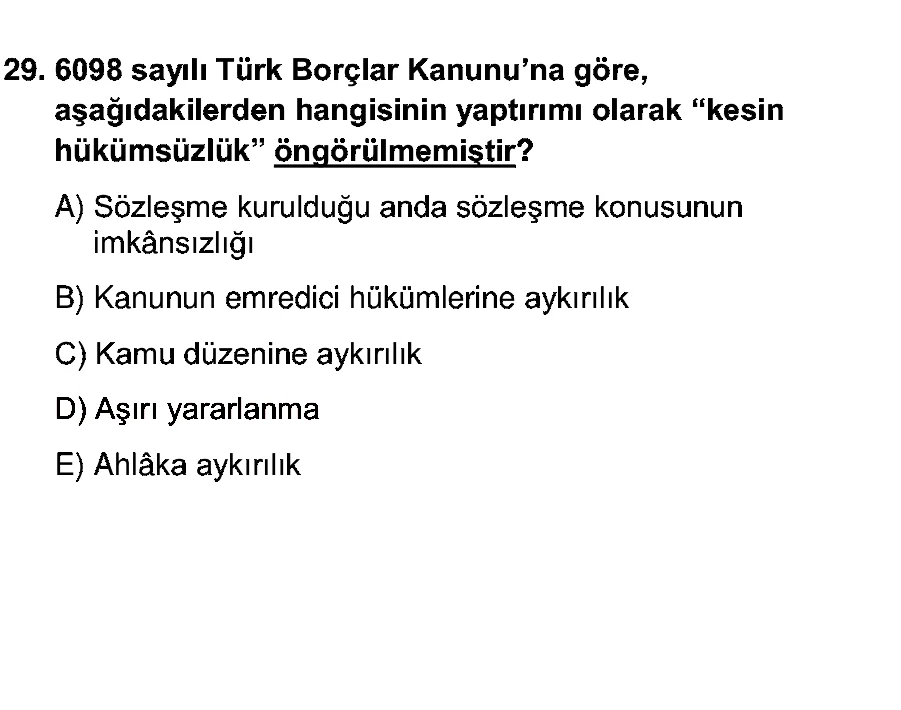 29. 6098 sayılı Türk Borçlar Kanunu’na göre,
aşağıdakilerden hangisinin yaptırımı olarak “kesin
hükümsüzlük” öngörülmemiştir?
A) Sözleşme kurulduğu anda sözleşme konusunun
imkânsızlığı
B) Kanunun emredici hükümlerine aykırılık
C) Kamu düzenine aykırılık
D) Aşırı yararlanma
E) Ahlâka aykırılık